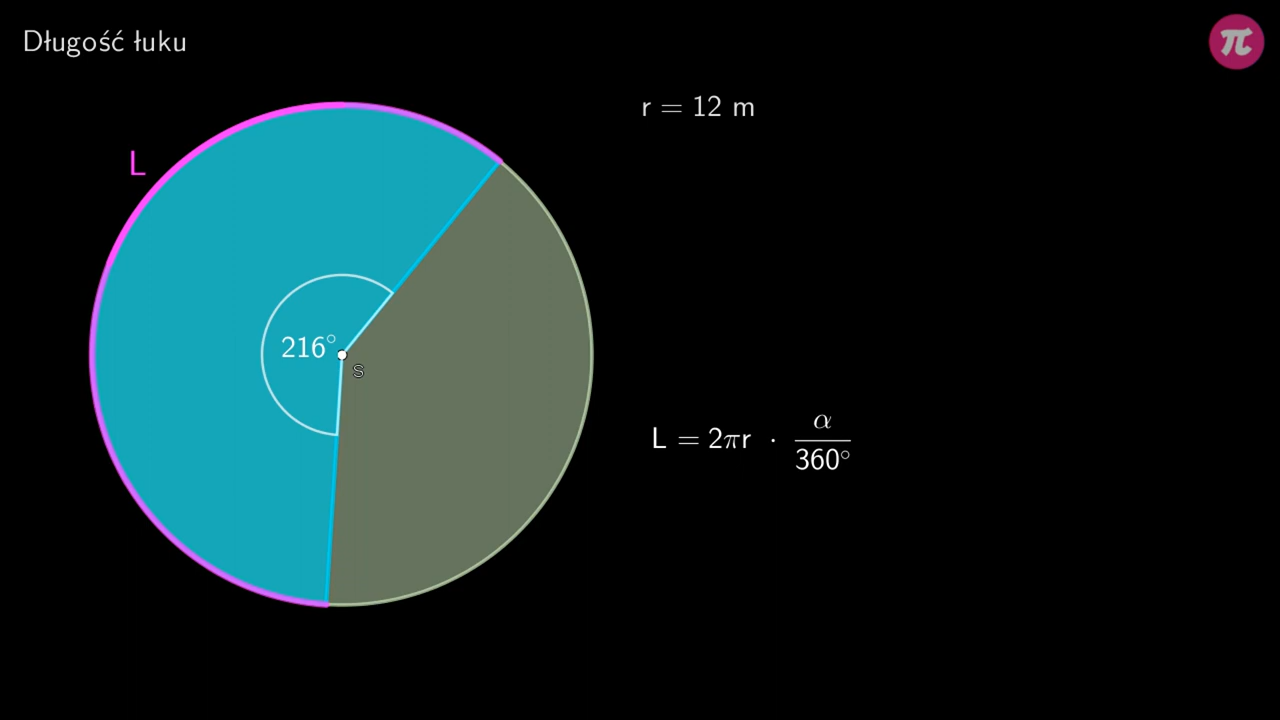 Długość łuku
π
r = 12 m
L
216°
s
L = 2πr · α/360°